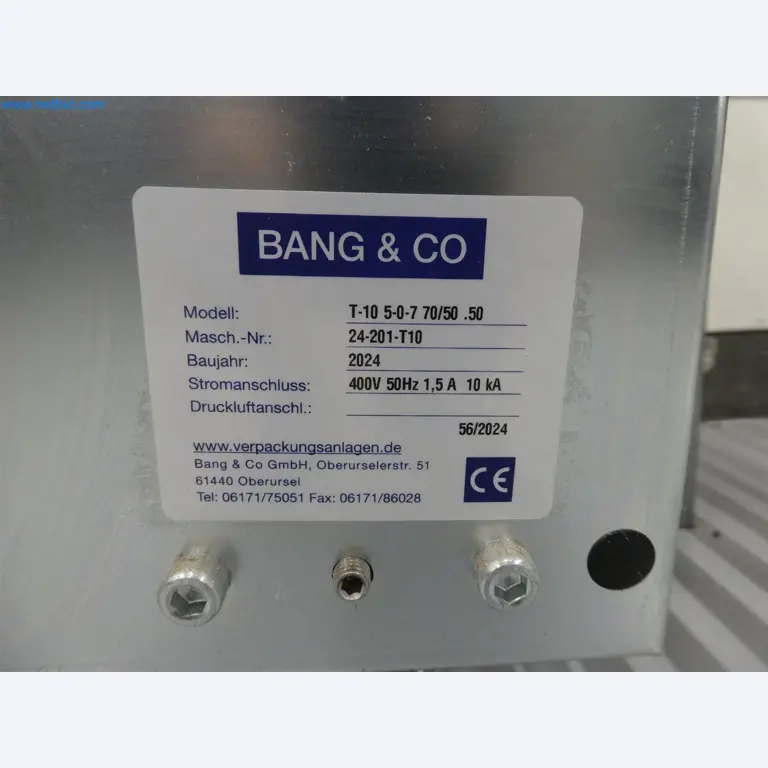 BANG & CO
Modell: T-10 5-0-7 70/50 .50
Masch.-Nr.: 24-201-T10
Baujahr: 2024
Stromanschluss: 400V 50Hz 1,5 A 10 kA
Druckluftanschl.:
56/2024
www.verpackungsanlagen.de
Bang & Co GmbH, Oberurselerstr. 51
61440 Oberursel
Tel: 06171/75051 Fax: 06171/86028
CE